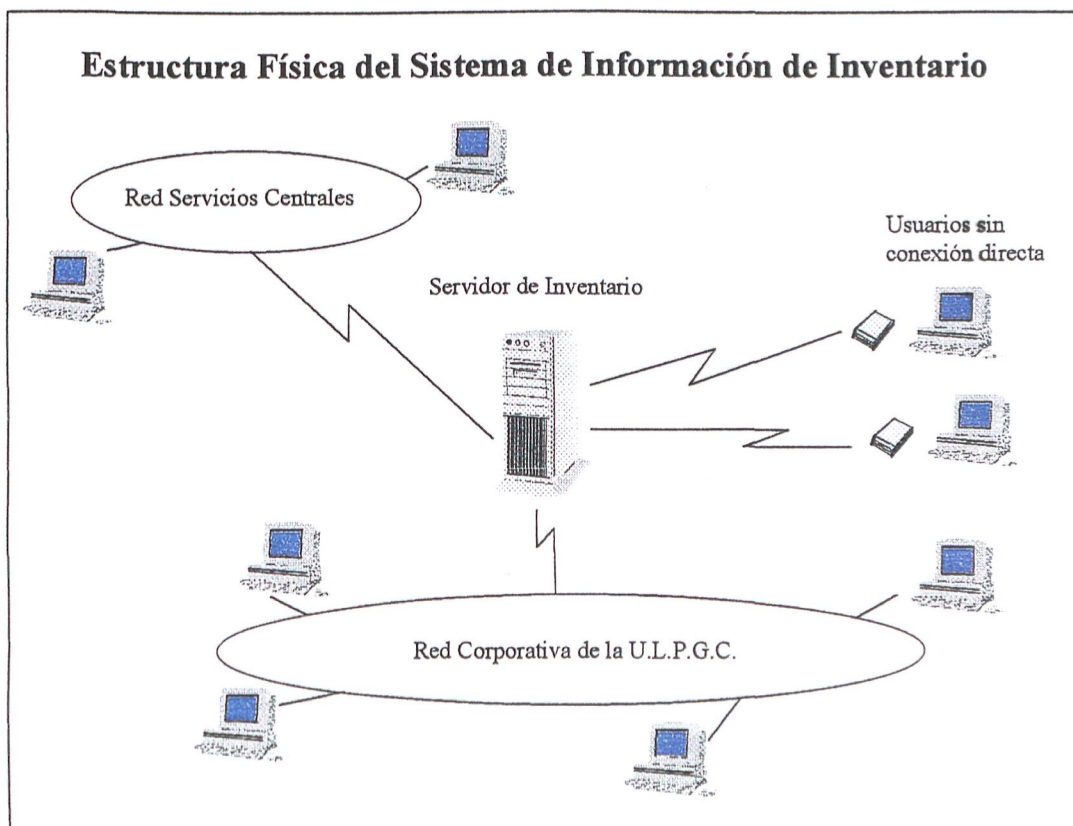 Estructura Física del Sistema de Información de Inventario
Red Servicios Centrales
Usuarios sin
conexión directa
Servidor de Inventario
Red Corporativa de la U.L.P.G.C.